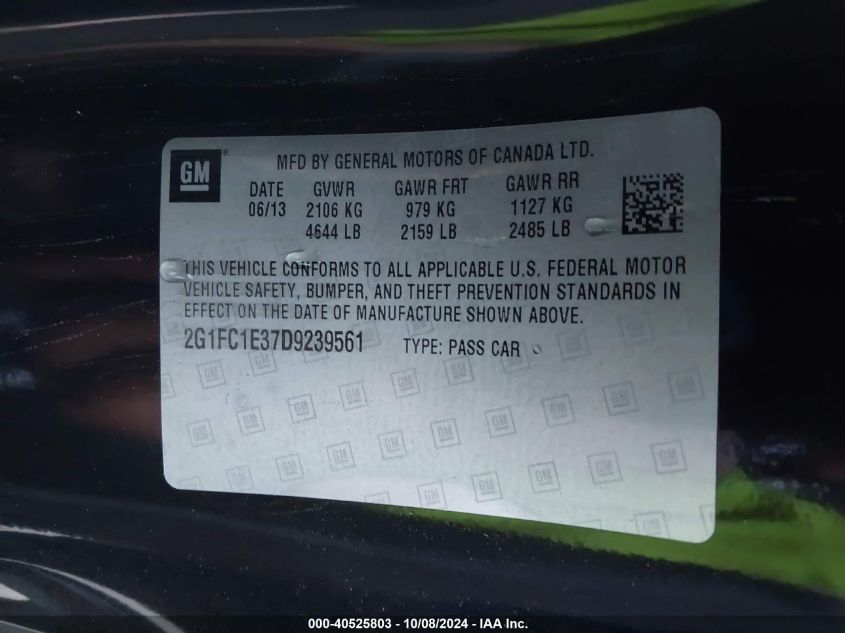 GM®
MFD BY GENERAL MOTORS OF CANADA LTD.
DATE GVWR GAWR FRT GAWR RR
06/13 2106 KG 979 KG 1127 KG
4644 LB 2159 LB 2485 LB
THIS VEHICLE CONFORMS TO ALL APPLICABLE U.S. FEDERAL MOTOR
VEHICLE SAFETY, BUMPER, AND THEFT PREVENTION STANDARDS IN
EFFECT ON THE DATE OF MANUFACTURE SHOWN ABOVE.
2G1FC1E37D9239561 TYPE: PASS CAR
000-40525803 - 10/08/2024 - IAA Inc.